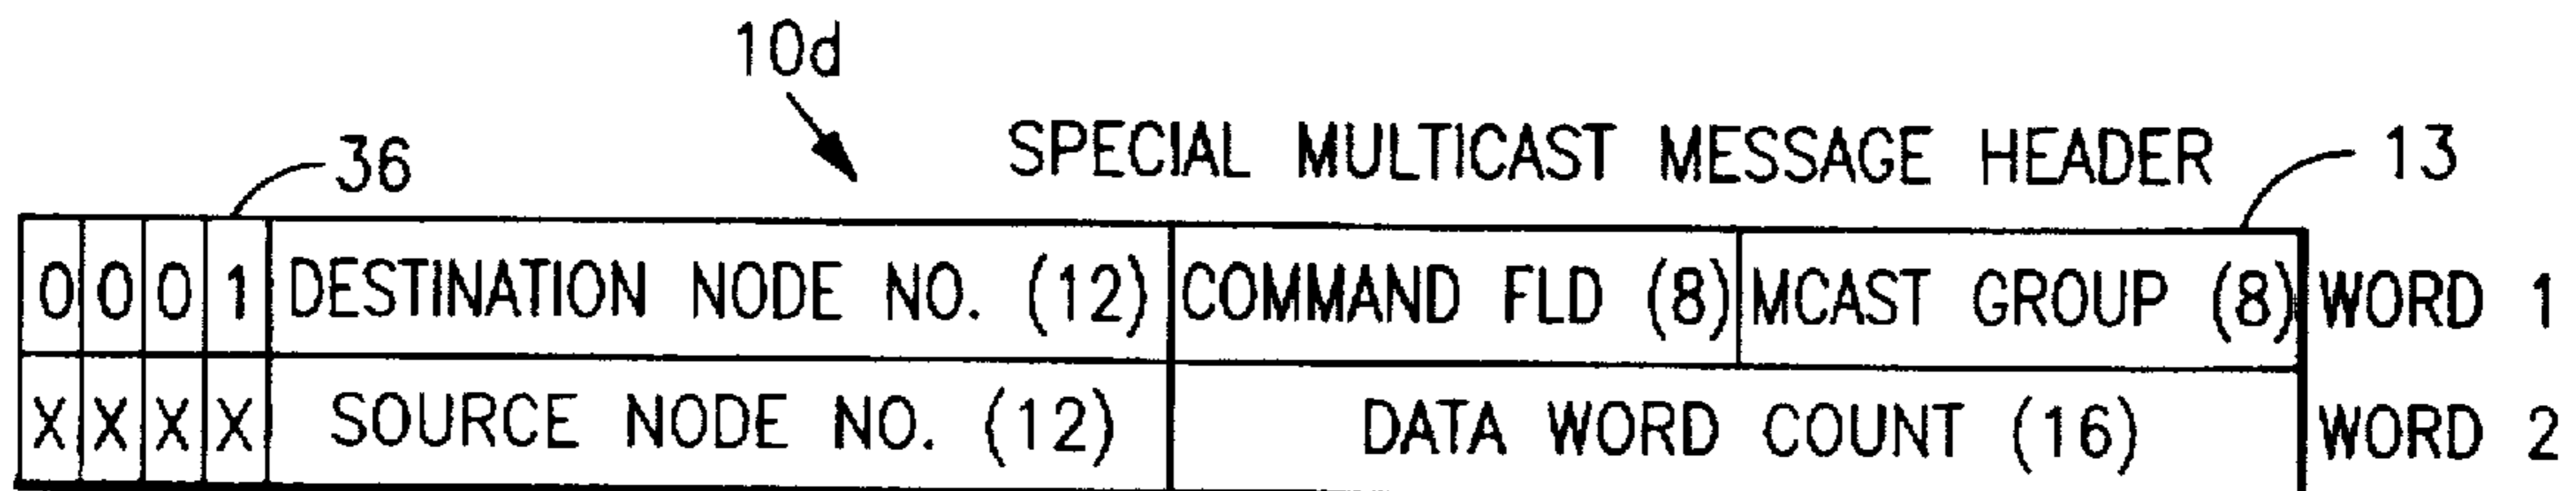 10d
SPECIAL MULTICAST MESSAGE HEADER
36
13
0 0 0 1 DESTINATION NODE NO. (12) COMMAND FLD (8) MCAST GROUP (8) WORD 1
X X X X SOURCE NODE NO. (12) DATA WORD COUNT (16) WORD 2